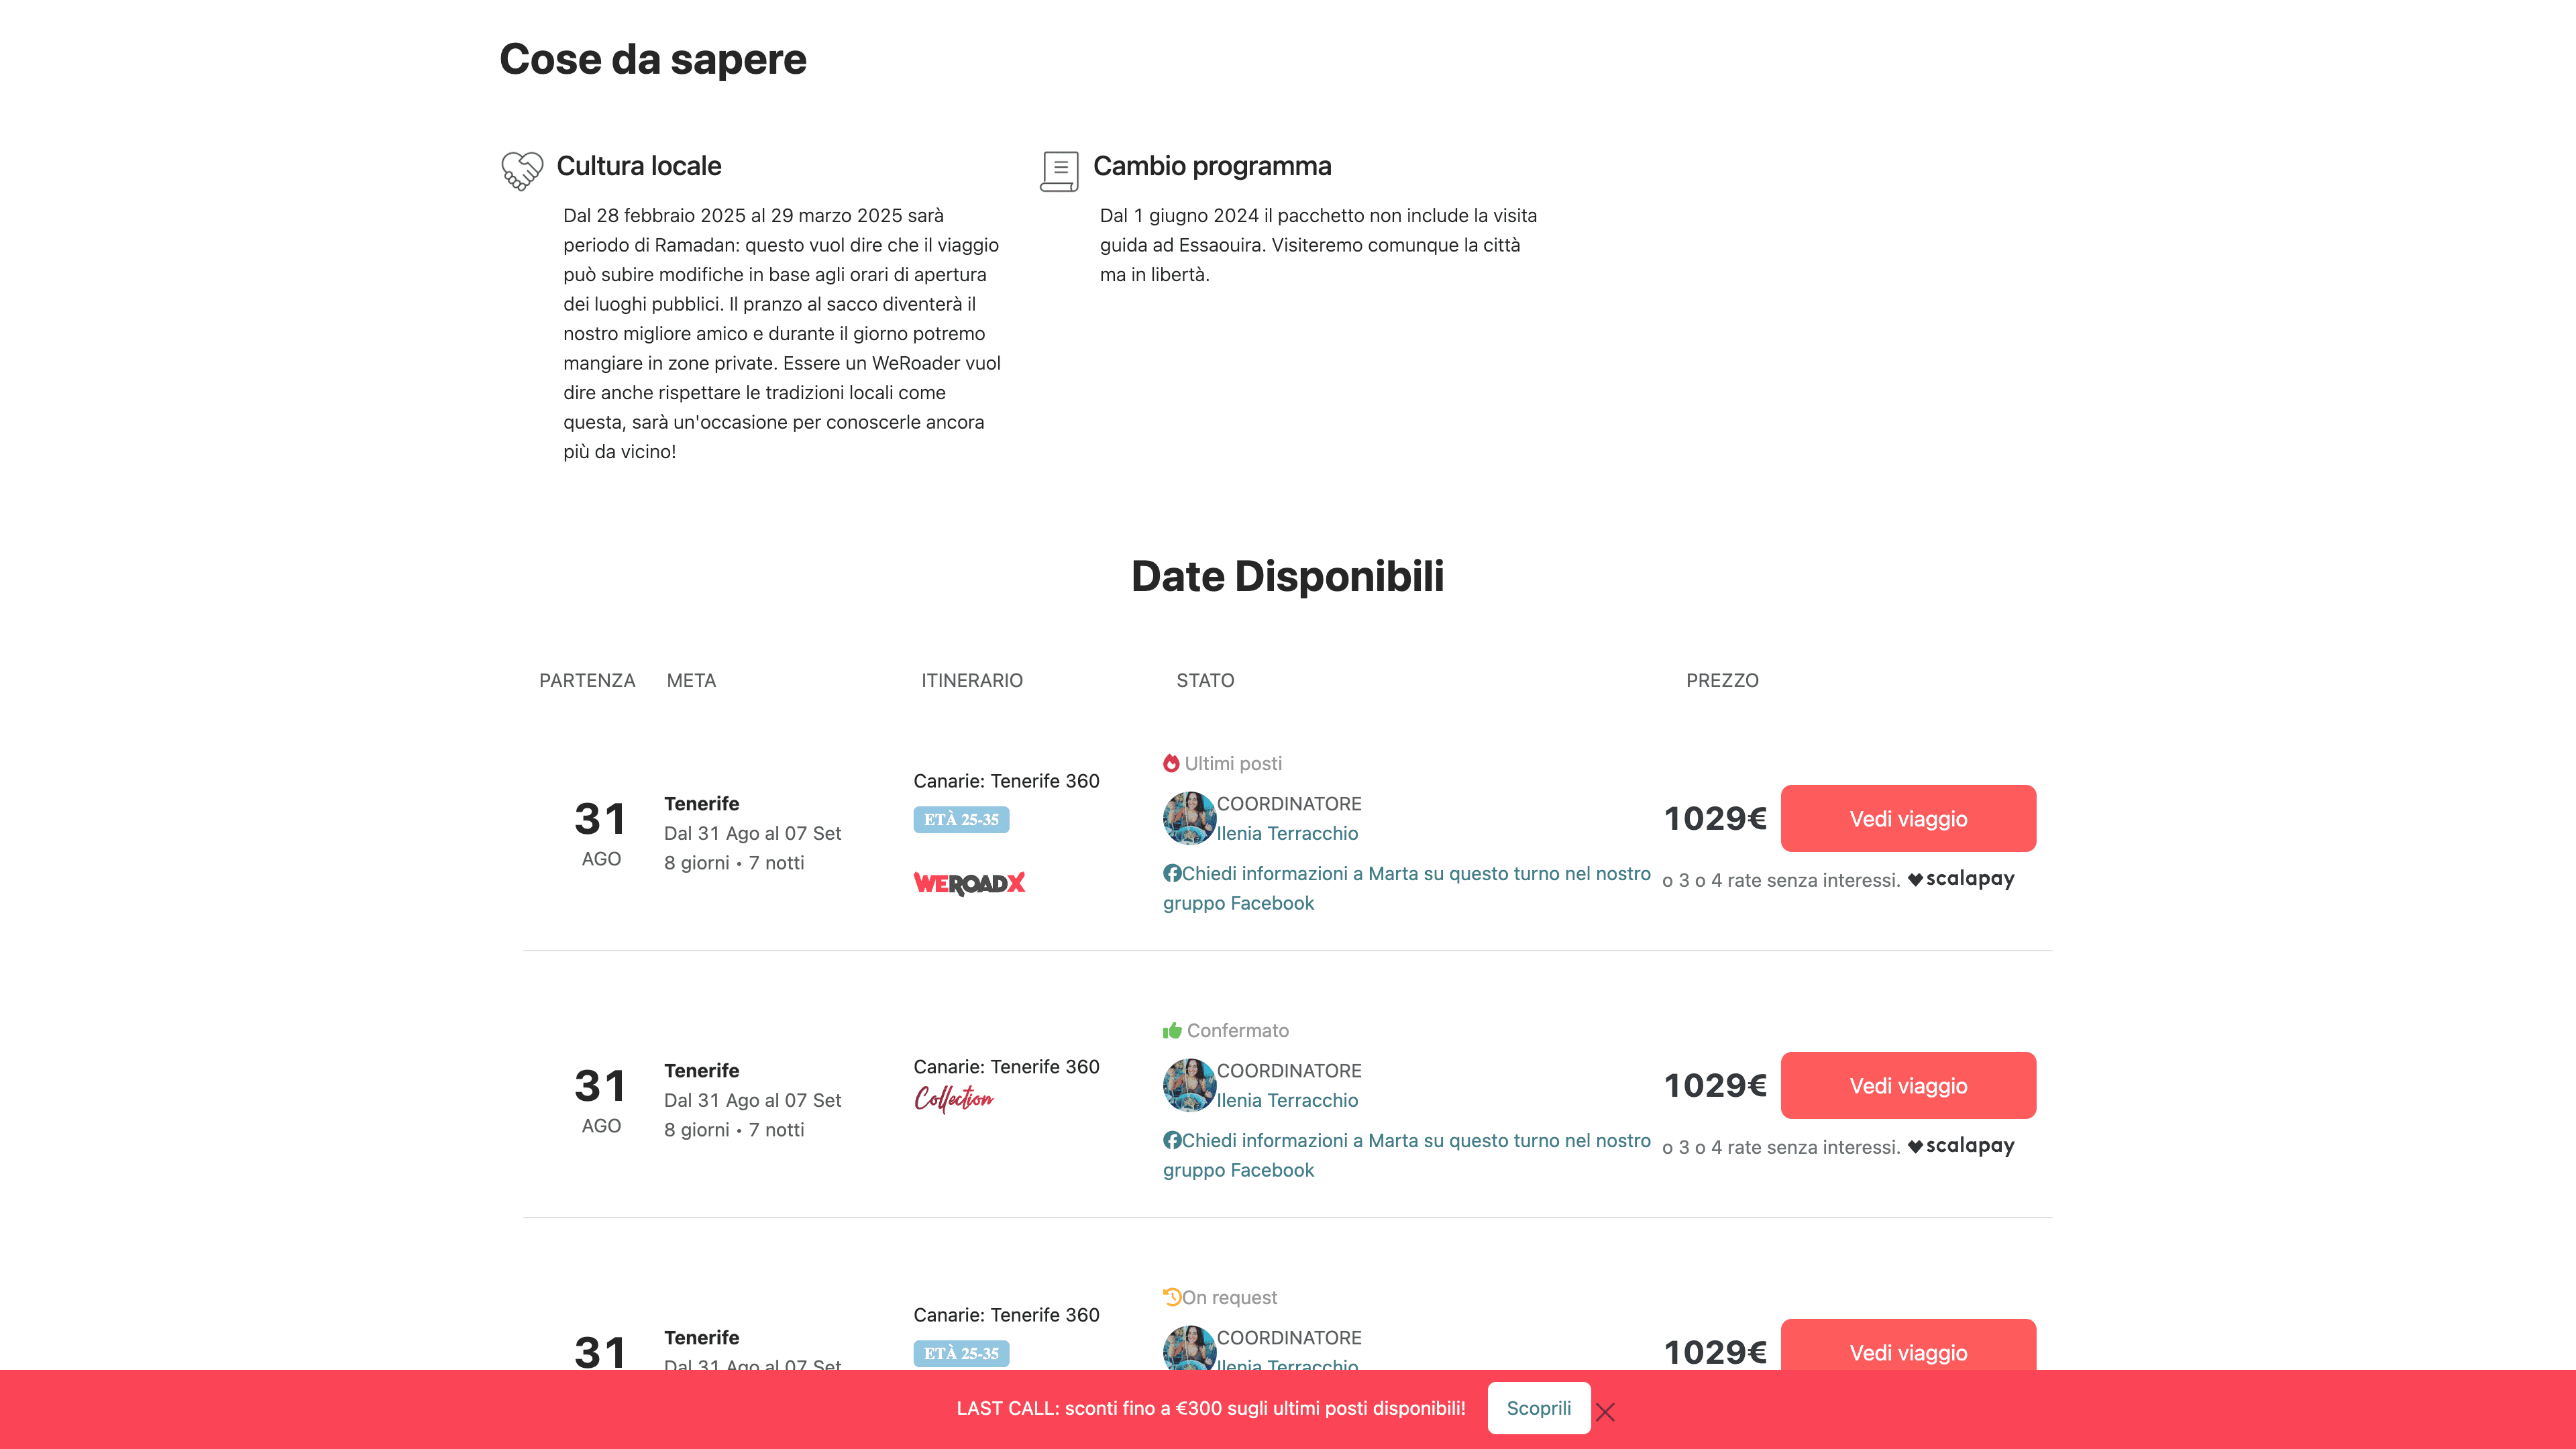 Cose da sapere
Cultura locale
Dal 28 febbraio 2025 al 29 marzo 2025 sarà
periodo di Ramadan: questo vuol dire che il viaggio
può subire modifiche in base agli orari di apertura
dei luoghi pubblici. Il pranzo al sacco diventerà il
nostro migliore amico e durante il giorno potremo
mangiare in zone private. Essere un WeRoader vuol
dire anche rispettare le tradizioni locali come
questa, sarà un'occasione per conoscerle ancora
più da vicino!
Cambio programma
Dal 1 giugno 2024 il pacchetto non include la visita
guida ad Essaouira. Visiteremo comunque la città
ma in libertà.
Date Disponibili
PARTENZA META ITINERARIO STATO PREZZO
31
AGO
Tenerife
Dal 31 Ago al 07 Set
8 giorni • 7 notti
Canarie: Tenerife 360
ETÀ 25-35
WEROADX
Ultimi posti
COORDINATORE
Ilenia Terracchio
Chiedi informazioni a Marta su questo turno nel nostro
gruppo Facebook
1029€
Vedi viaggio
o 3 o 4 rate senza interessi. scalapay
31
AGO
Tenerife
Dal 31 Ago al 07 Set
8 giorni • 7 notti
Canarie: Tenerife 360
Collection
Confermato
COORDINATORE
Ilenia Terracchio
Chiedi informazioni a Marta su questo turno nel nostro
gruppo Facebook
1029€
Vedi viaggio
o 3 o 4 rate senza interessi. scalapay
31
Tenerife
Dal 31 Ago al 07 Set
Canarie: Tenerife 360
ETÀ 25-35
On request
COORDINATORE
Ilenia Terracchio
1029€
Vedi viaggio
LAST CALL: sconti fino a €300 sugli ultimi posti disponibili!
Scoprili